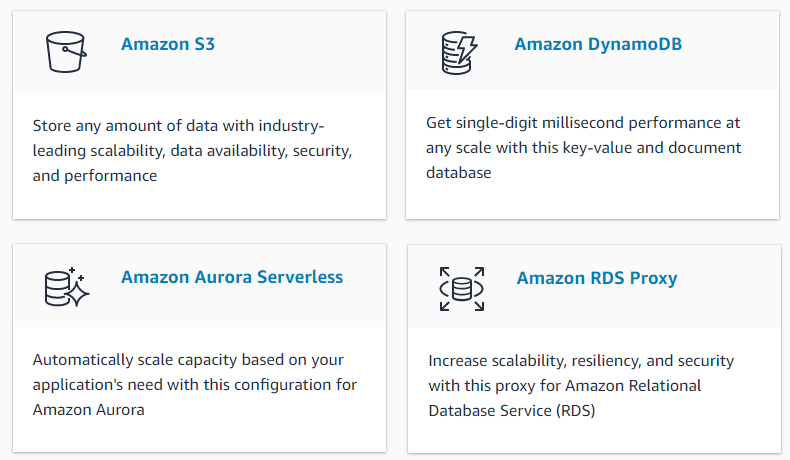 Amazon S3
Store any amount of data with industry-
leading scalability, data availability, security,
and performance
Amazon DynamoDB
Get single-digit millisecond performance at
any scale with this key-value and document
database
Amazon Aurora Serverless
Automatically scale capacity based on your
application's need with this configuration for
Amazon Aurora
Amazon RDS Proxy
Increase scalability, resiliency, and security
with this proxy for Amazon Relational
Database Service (RDS)